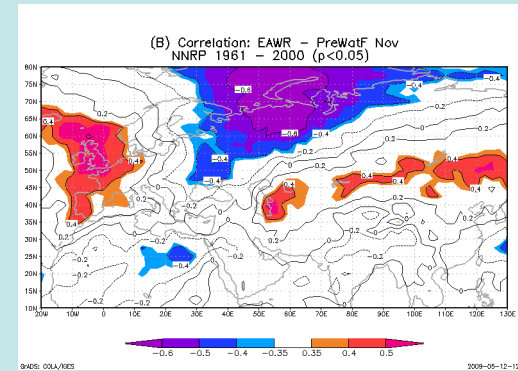 (B) Correlation: EAWR - PreWatF Nov
NNRP 1961 - 2000 (p<0.05)
80N
75N
70N
65N
60N
55N
50N
45N
40N
35N
30N
25N
20N
15N
10N
20W 10W 0 10E 20E 30E 40E 50E 60E 70E 80E 90E 100E 110E 120E 130E
-0.6 -0.5 -0.4 -0.35 0.35 0.4 0.5
GrADS: COLA/IGES 2009-05-12-12